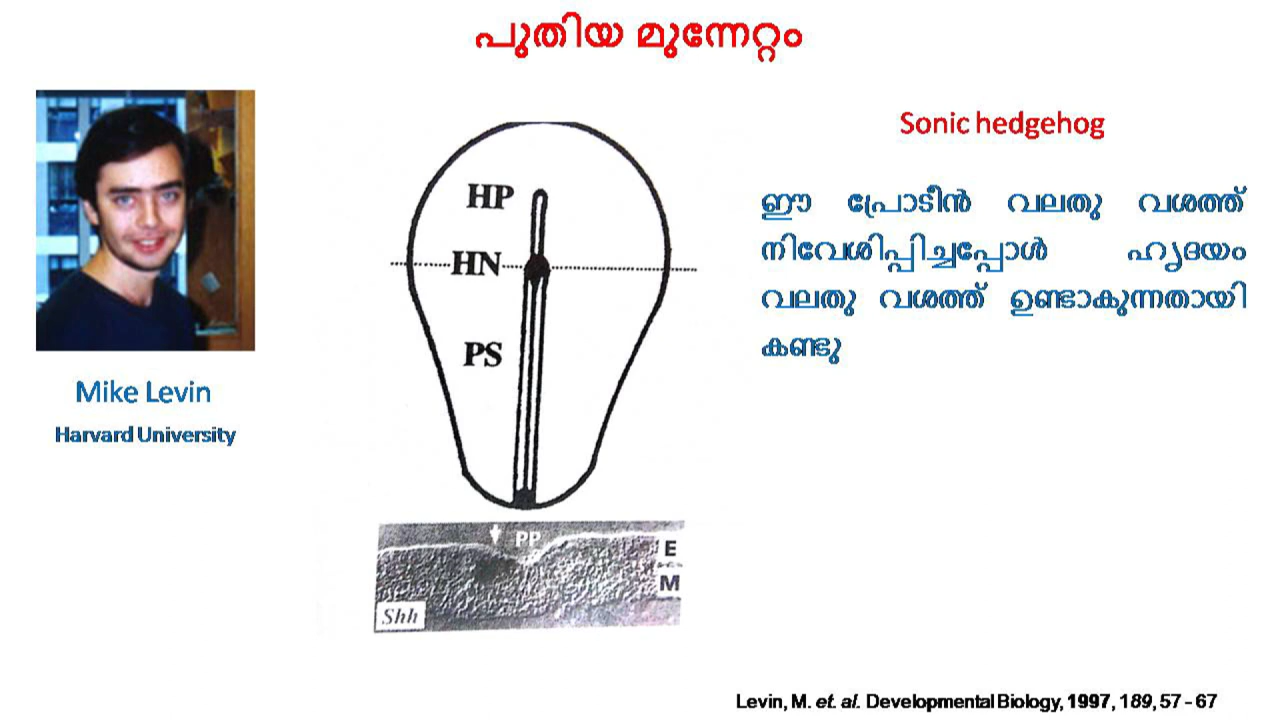 പുതിയ മുന്നേറ്റം
Sonic hedgehog
ഈ പ്രോടീൻ വലതു വശത്ത്
നിവേശിപ്പിച്ചപ്പോൾ ഹൃദയം
വലതു വശത്ത് ഉണ്ടാകുന്നതായി
കണ്ടു
Mike Levin
Harvard University
HP
HN
PS
PP
E
M
Shh
Levin, M. et. al. Developmental Biology, 1997, 189, 57 – 67